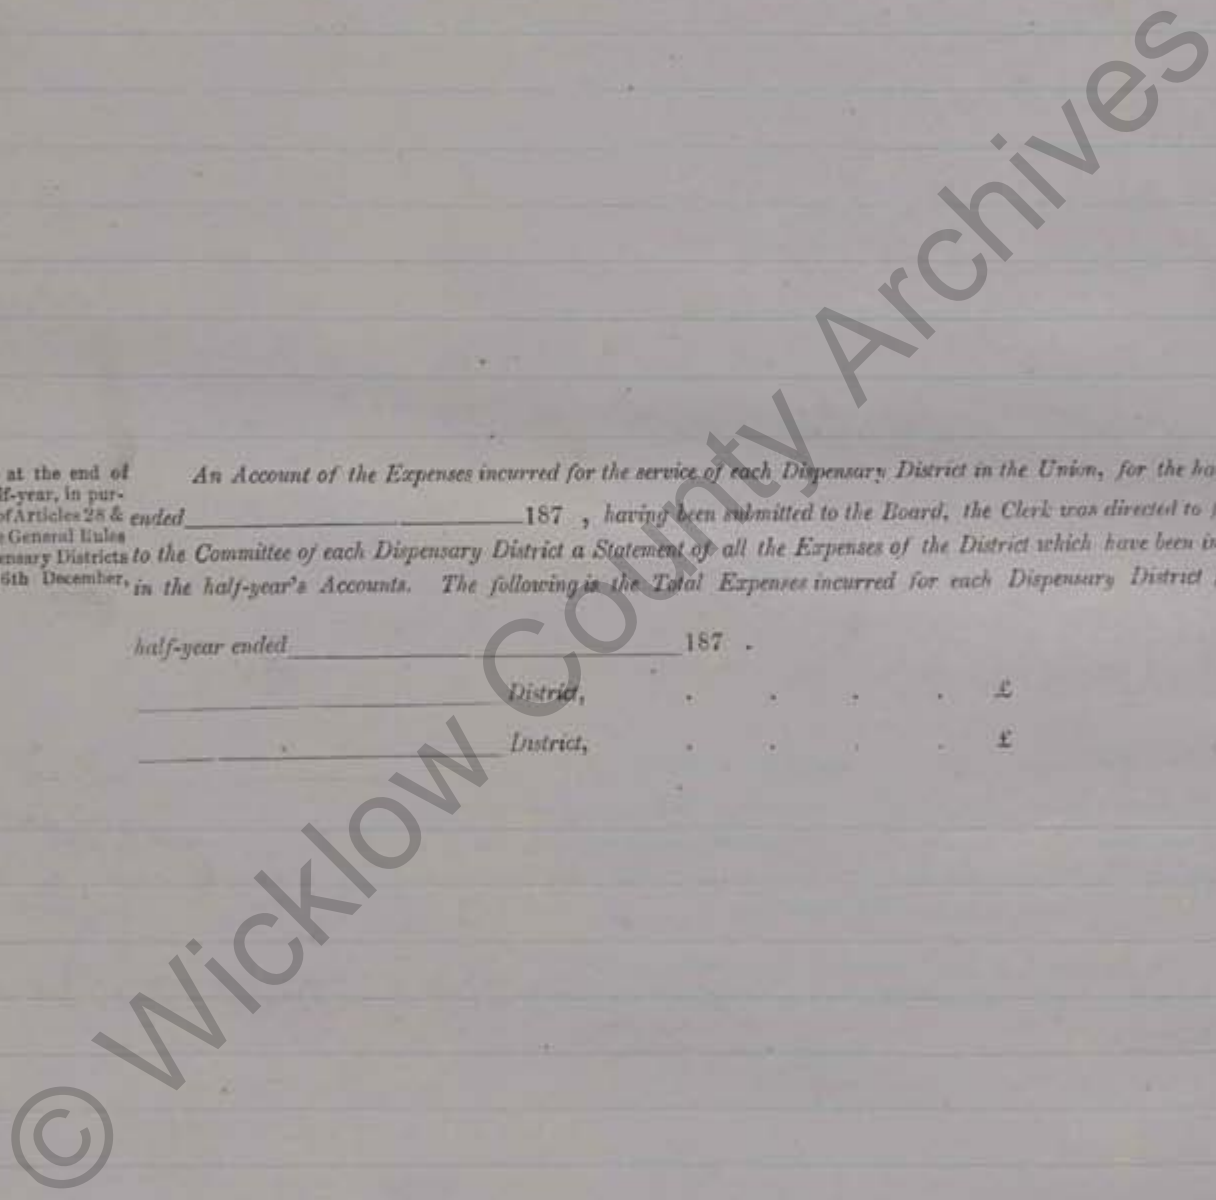 at the end of
lf-year, in pur-
of Articles 28 &
e General Rules
ensary Districts
6th December,
An Account of the Expenses incurred for the service of each Dispensary District in the Union, for the ha
ended 187 , having been submitted to the Board, the Clerk was directed to
to the Committee of each Dispensary District a Statement of all the Expenses of the District which have been in
in the half-year's Accounts. The following is the Total Expenses incurred for each Dispensary District
half-year ended 187 .
District, . . . . £
District, . . . . £
© Wicklow County Archives